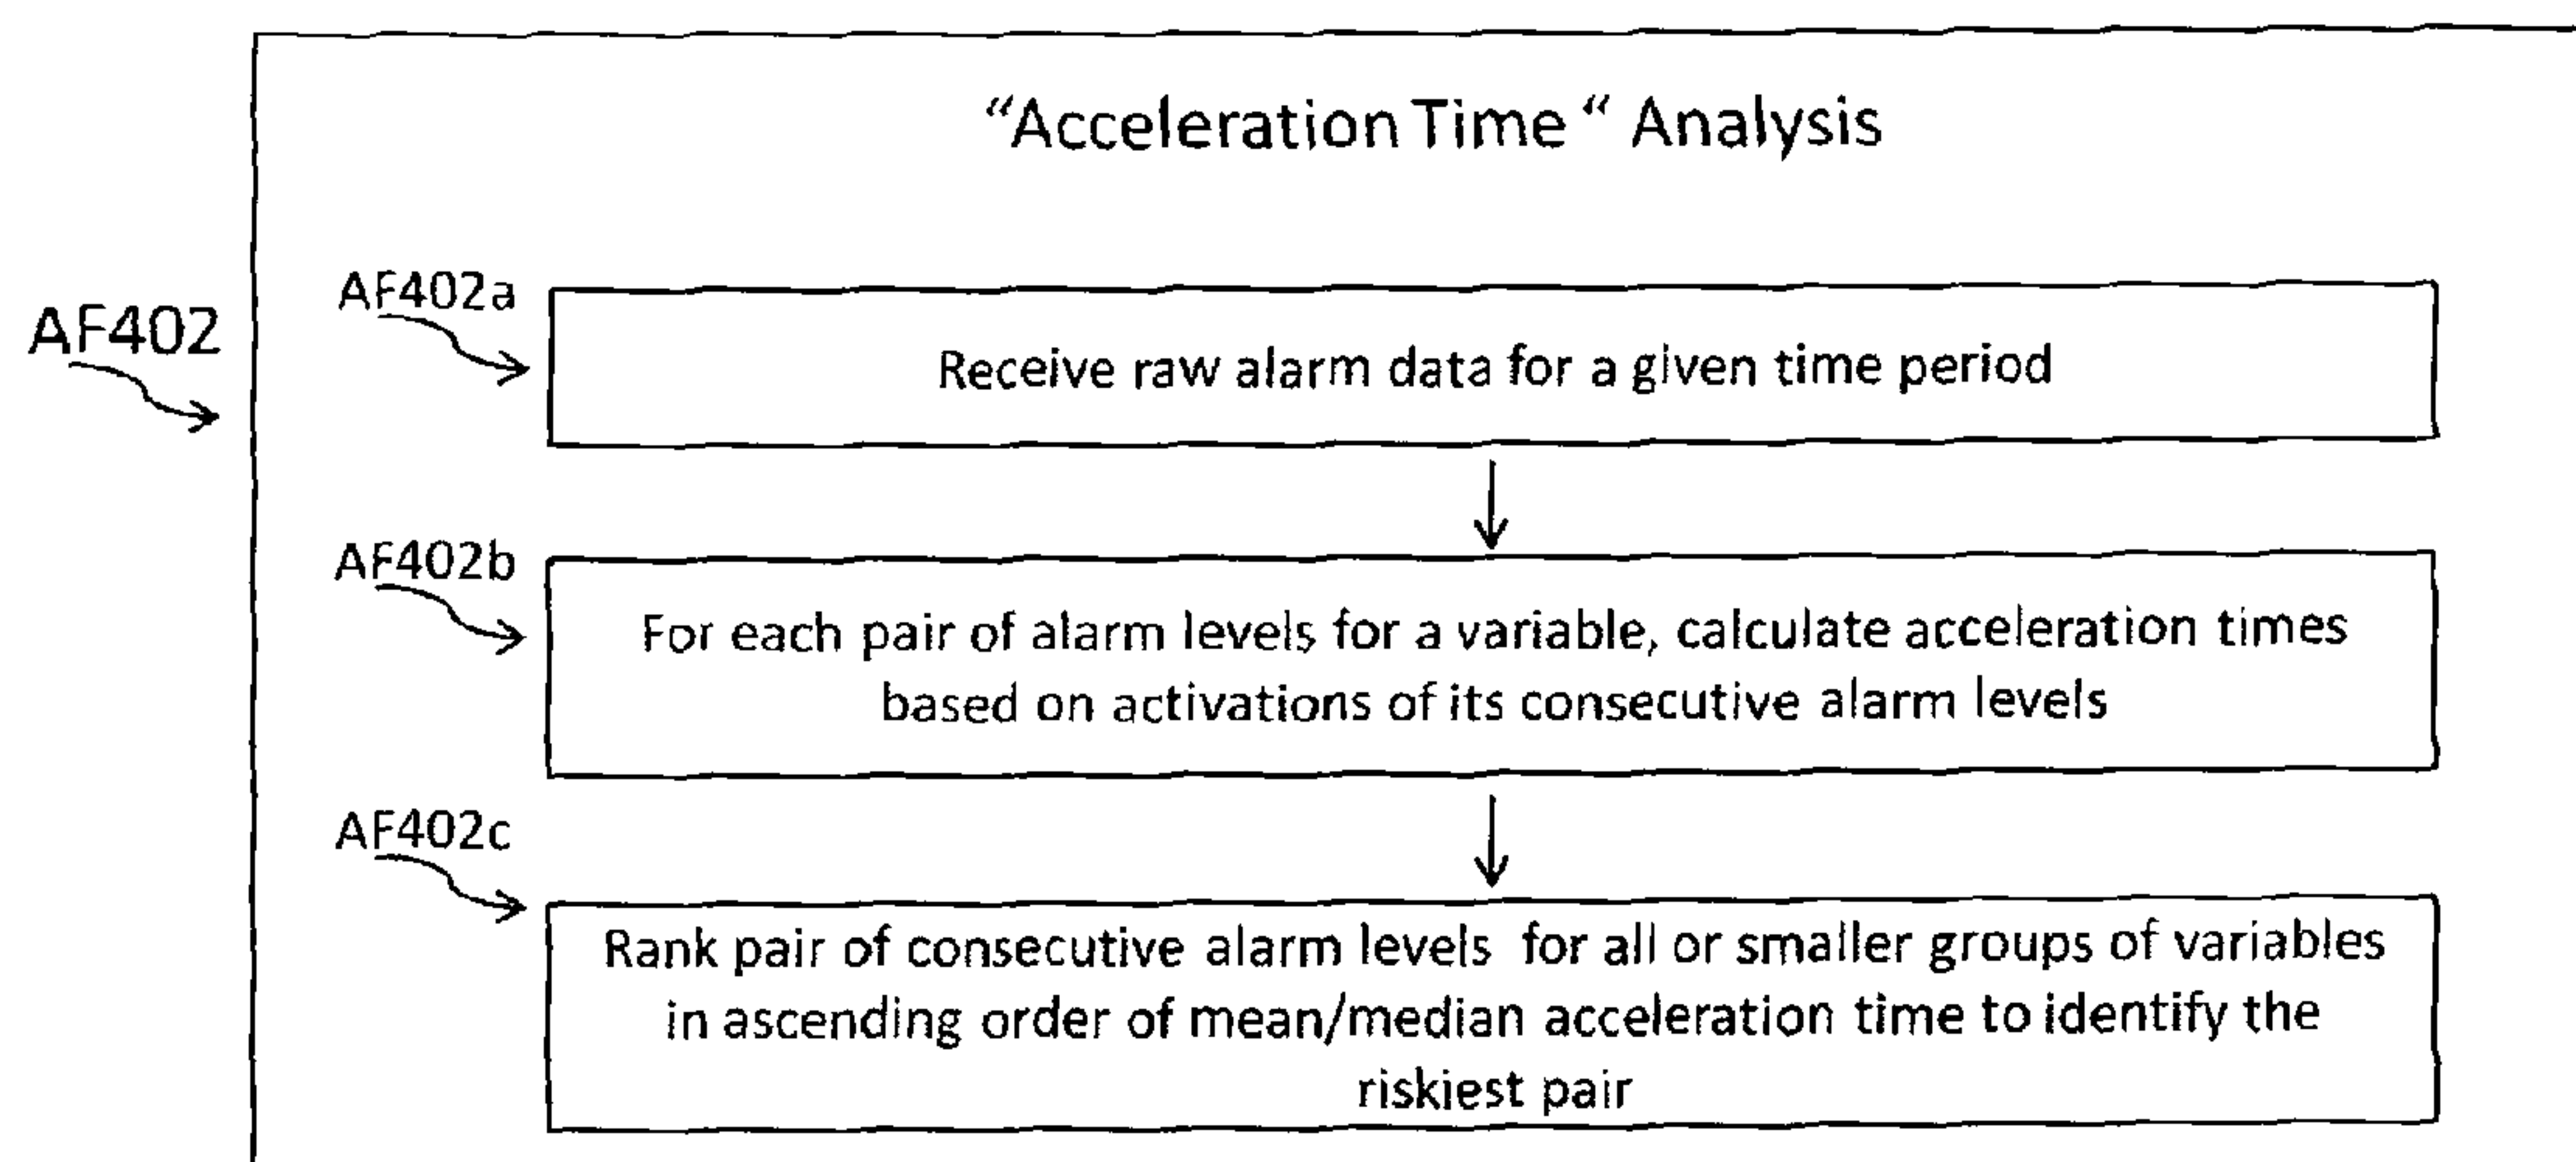 “Acceleration Time “ Analysis
AF402
AF402a
Receive raw alarm data for a given time period
AF402b
For each pair of alarm levels for a variable, calculate acceleration times
based on activations of its consecutive alarm levels
AF402c
Rank pair of consecutive alarm levels for all or smaller groups of variables
in ascending order of mean/median acceleration time to identify the
riskiest pair